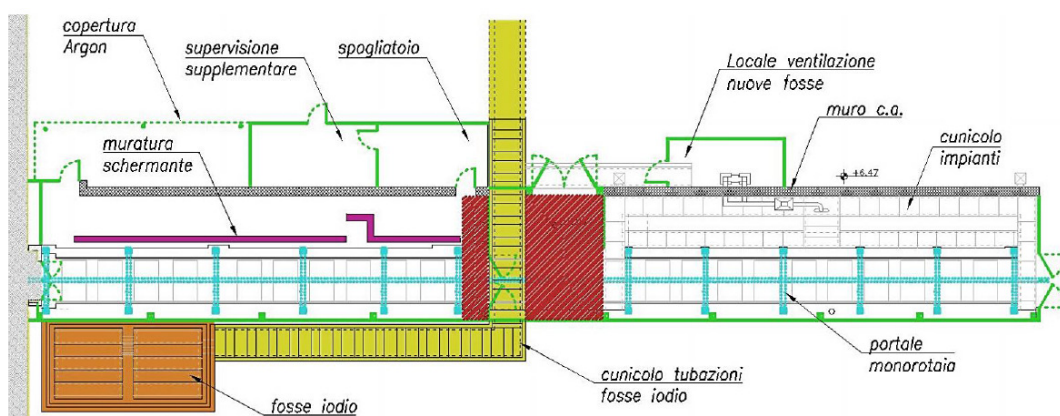 copertura
Argon
supervisione
supplementare
spogliatoio
Locale ventilazione
nuove fosse
muro c.a.
cunicolo
impianti
muratura
schermante
+6.47
portale
monorotaia
cunicolo tubazioni
fosse iodio
fosse iodio